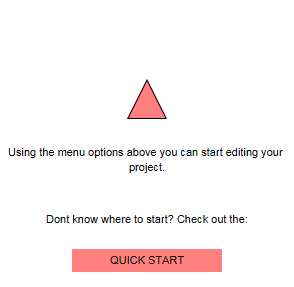 Using the menu options above you can start editing your
project.
Dont know where to start? Check out the:
QUICK START